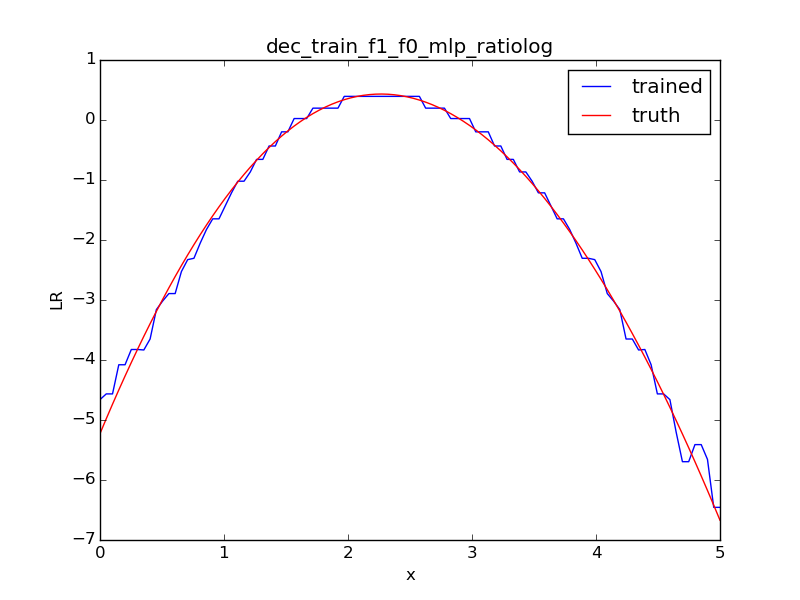 dec_train_f1_f0_mlp_ratiolog
trained
truth
1
0
−1
−2
−3
−4
−5
−6
−7
LR
0 1 2 3 4 5
x